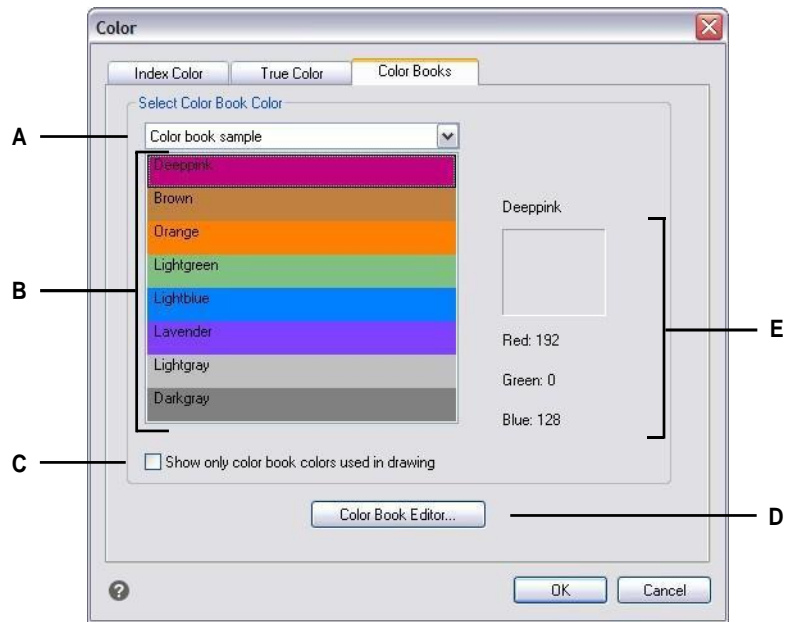 Color
Index Color True Color Color Books
Select Color Book Color
A
Color book sample
Deeppink
Brown
Orange
Lightgreen
Lightblue
Lavender
Lightgray
Darkgray
B
Deeppink
Red: 192
Green: 0
Blue: 128
E
C
Show only color book colors used in drawing
Color Book Editor...
D
?
OK Cancel